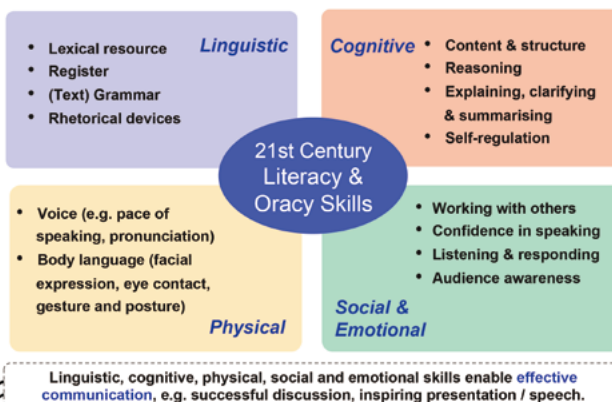 Linguistic
• Lexical resource
• Register
• (Text) Grammar
• Rhetorical devices
Cognitive
• Content & structure
• Reasoning
• Explaining, clarifying
& summarising
• Self-regulation
21st Century
Literacy &
Oracy Skills
• Voice (e.g. pace of
speaking, pronunciation)
• Body language (facial
expression, eye contact,
gesture and posture)
Physical
• Working with others
• Confidence in speaking
• Listening & responding
• Audience awareness
Social &
Emotional
Linguistic, cognitive, physical, social and emotional skills enable effective
communication, e.g. successful discussion, inspiring presentation / speech.